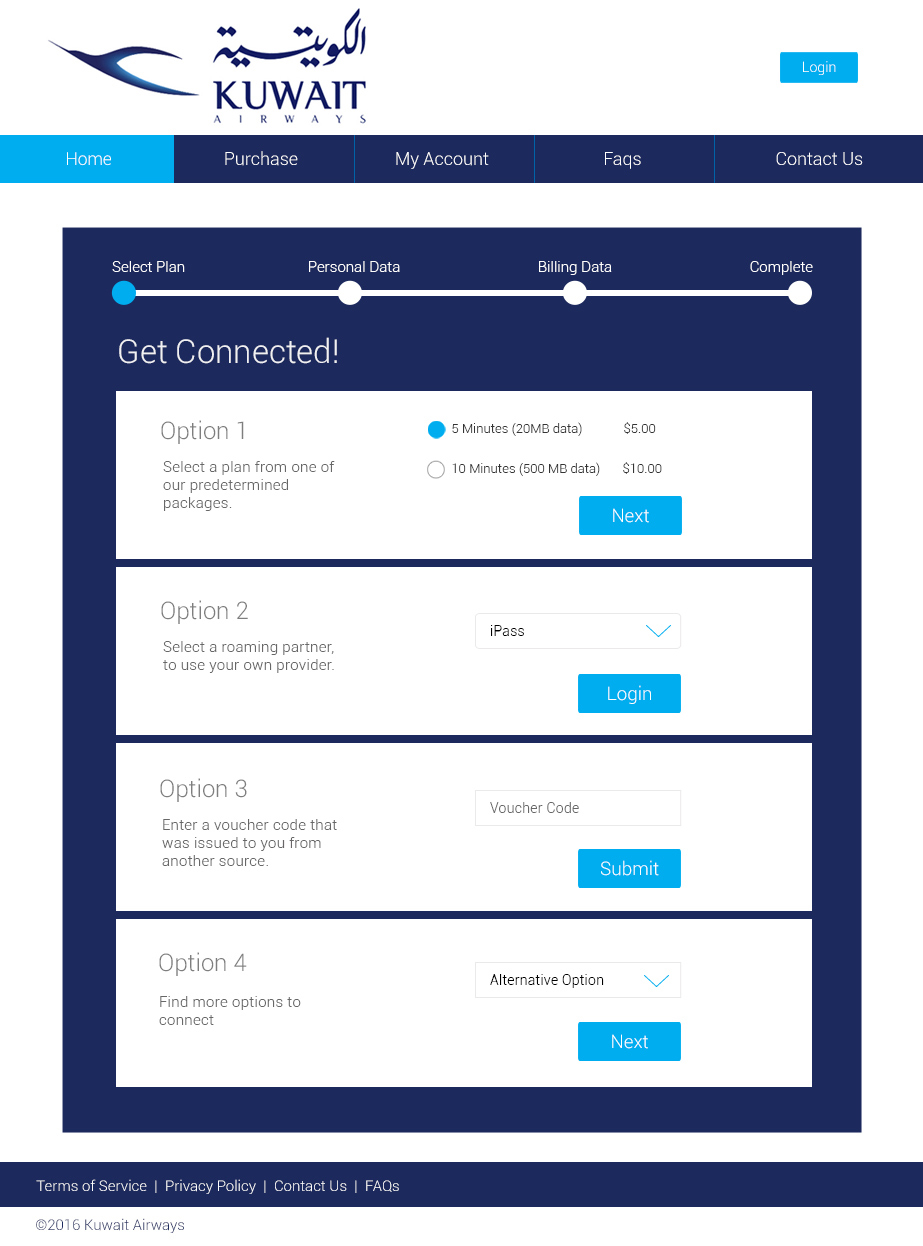 الكويتية
KUWAIT
AIRWAYS
Login
Home
Purchase
My Account
Faqs
Contact Us
Select Plan
Personal Data
Billing Data
Complete
Get Connected!
Option 1
Select a plan from one of
our predetermined
packages.
5 Minutes (20MB data) $5.00
10 Minutes (500 MB data) $10.00
Next
Option 2
Select a roaming partner,
to use your own provider.
iPass
Login
Option 3
Enter a voucher code that
was issued to you from
another source.
Voucher Code
Submit
Option 4
Find more options to
connect
Alternative Option
Next
Terms of Service | Privacy Policy | Contact Us | FAQs
©2016 Kuwait Airways